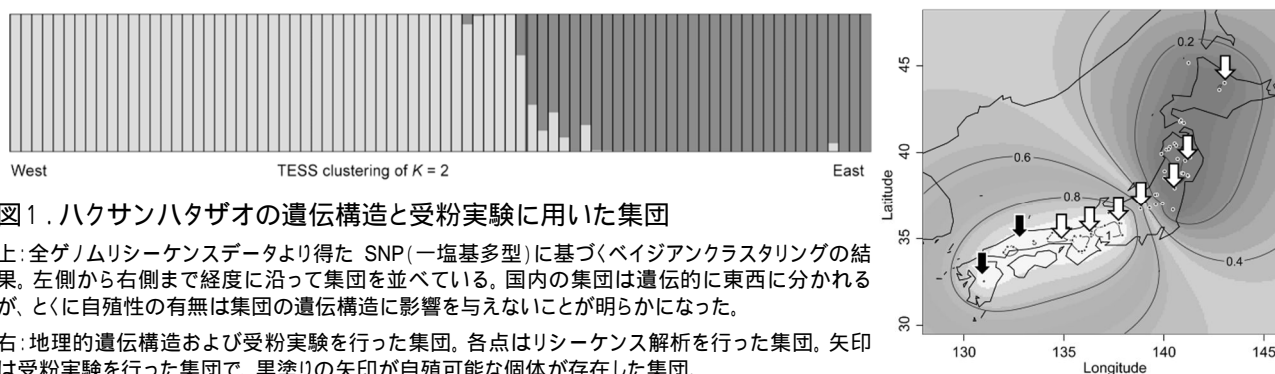 West TESS clustering of K = 2 East
図1.ハクサンハタザオの遺伝構造と受粉実験に用いた集団
上:全ゲノムリシーケンスデータより得た SNP(一塩基多型)に基づくベイジアンクラスタリングの結
果。左側から右側まで経度に沿って集団を並べている。国内の集団は遺伝的に東西に分かれる
が、とくに自殖性の有無は集団の遺伝構造に影響を与えないことが明らかになった。
右:地理的遺伝構造および受粉実験を行った集団。各点はリシーケンス解析を行った集団。矢印
は受粉実験を行った集団で、黒塗りの矢印が自殖可能な個体が存在した集団.
0.2
0.6
0.8
0.4
Latitude
45
40
35
30
130 135 140 145
Longitude